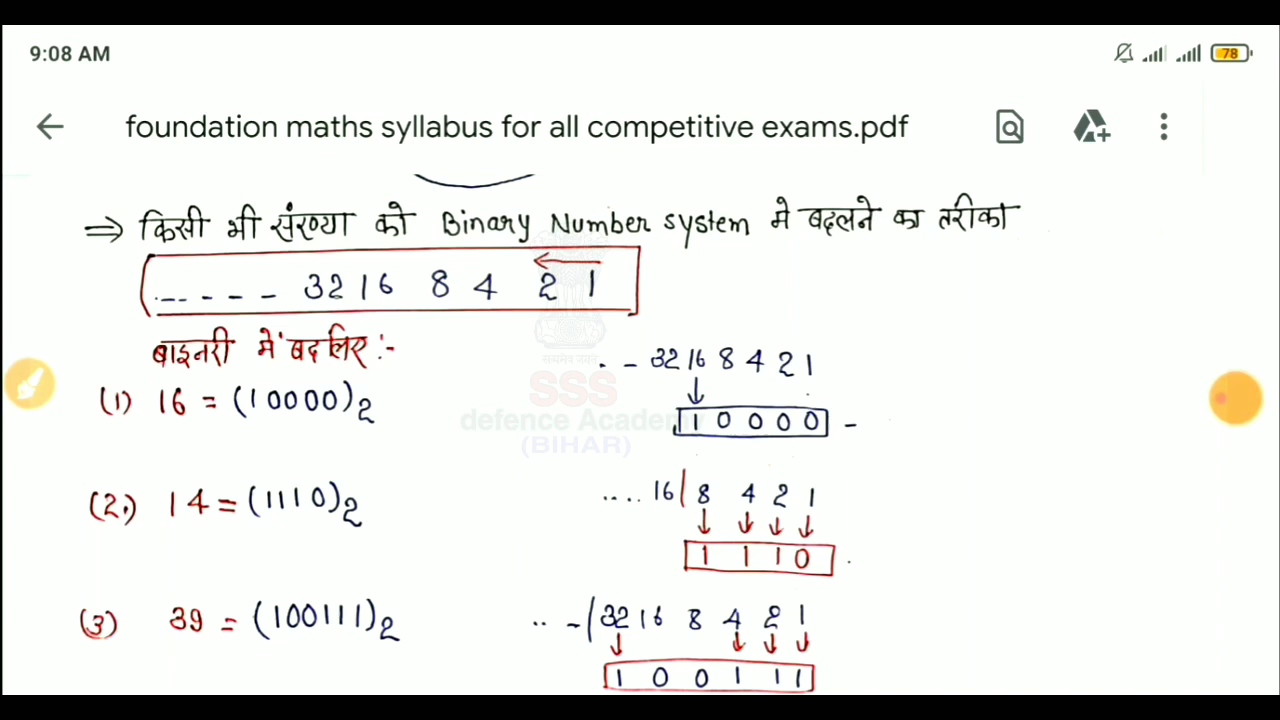 9:08 AM
78
foundation maths syllabus for all competitive exams.pdf
⇒ किसी भी संख्या को Binary Number system मे बदलने का तरीका
----- 32 16 8 4 2 1
बाइनरी में बदलिए :-
(1) 16 = (10000)2
.- 32 16 8 4 2 1
1 0 0 0 0 -
सत्यमेव जयते
SSS
defence Academy
(BIHAR)
(2.) 14 = (1110)2
.... 16 8 4 2 1
1 1 1 0 .
(3) 39 = (100111)2
.. - 32 16 8 4 2 1
1 0 0 1 1 1